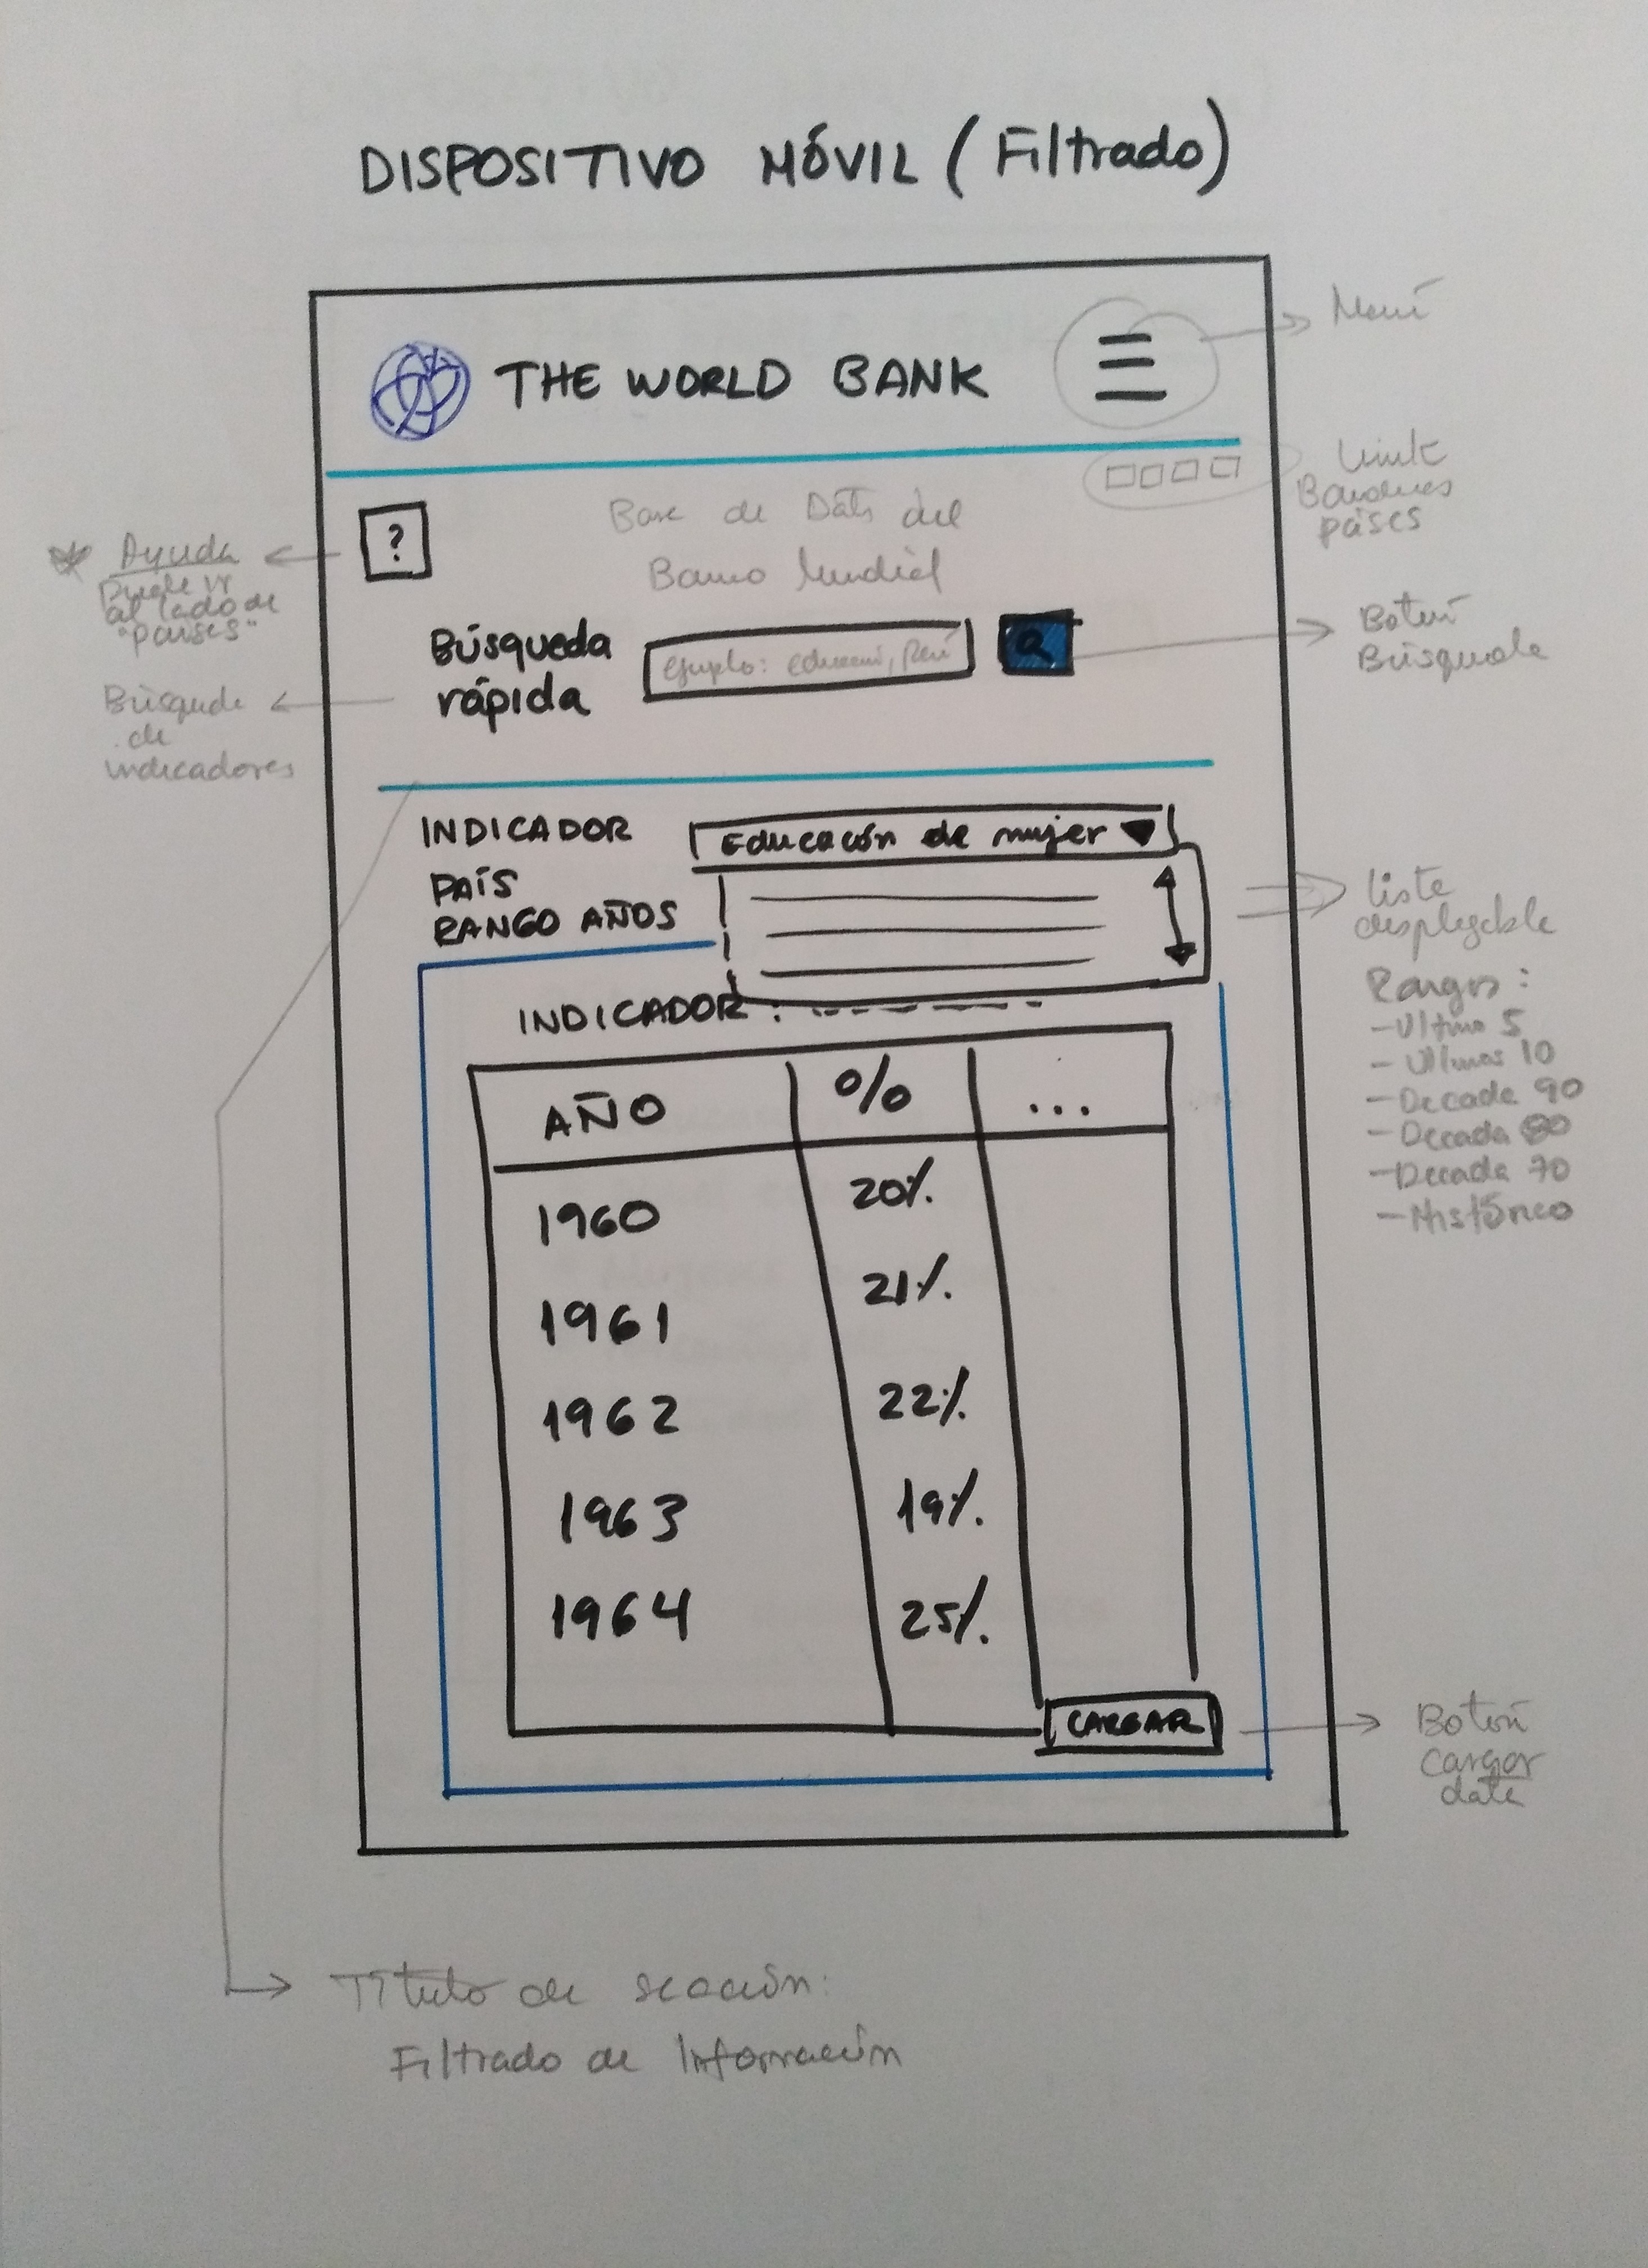 DISPOSITIVO MÓVIL (Filtrado)
THE WORLD BANK
Menú
Banderas
países
?
Base de Datos del
Banco Mundial
Ayuda
Puede ir
al lado de
"países"
Búsqueda
rápida
ejemplo: educación, Perú
Botón
Búsqueda
Búsqueda
de
indicadores
INDICADOR
Educación de mujer
PAÍS
RANGO AÑOS
Lista
desplegable
Rangos:
- Ultimo 5
- Ultimos 10
- Decada 90
- Decada 80
- Decada 70
- Histórico
INDICADOR:
AÑO % ...
1960 20%
1961 21%
1962 22%
1963 19%
1964 25%
CARGAR
Botón
cargar
data
Título de sección:
Filtrado de Información